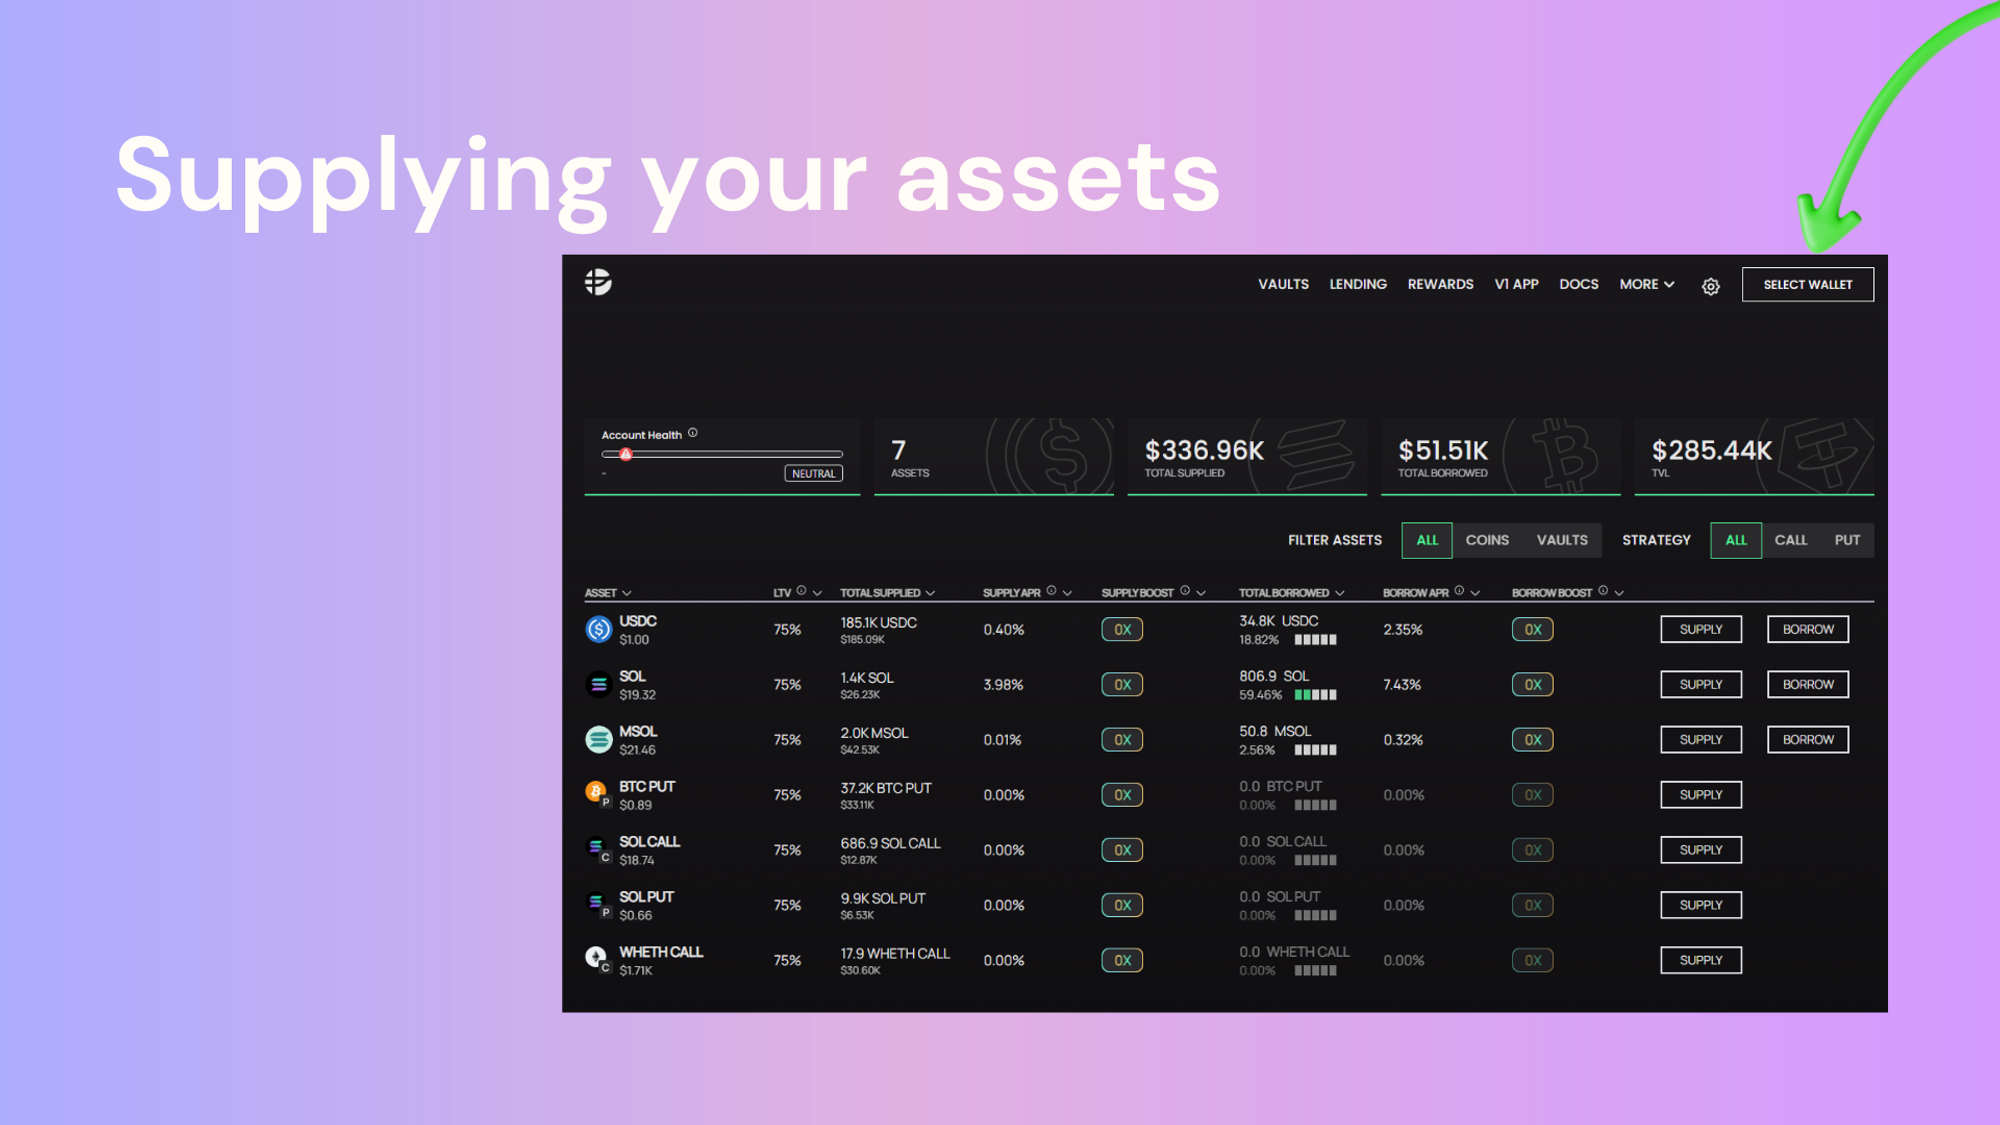 Supplying your assets
VAULTS LENDING REWARDS V1 APP DOCS MORE SELECT WALLET
Account Health
-
NEUTRAL
7
ASSETS
$336.96K
TOTAL SUPPLIED
$51.51K
TOTAL BORROWED
$285.44K
TVL
FILTER ASSETS ALL COINS VAULTS STRATEGY ALL CALL PUT
ASSET LTV TOTAL SUPPLIED SUPPLY APR SUPPLY BOOST TOTAL BORROWED BORROW APR BORROW BOOST
USDC 75% 185.1K USDC 0.40% 0X 34.8K USDC 2.35% 0X SUPPLY BORROW
$1.00 $185.09K 18.82%
SOL 75% 1.4K SOL 3.98% 0X 806.9 SOL 7.43% 0X SUPPLY BORROW
$19.32 $26.23K 59.46%
MSOL 75% 2.0K MSOL 0.01% 0X 50.8 MSOL 0.32% 0X SUPPLY BORROW
$21.46 $42.53K 2.56%
BTC PUT 75% 37.2K BTC PUT 0.00% 0X 0.0 BTC PUT 0.00% 0X SUPPLY
P $0.89 $33.11K 0.00%
SOL CALL 75% 686.9 SOL CALL 0.00% 0X 0.0 SOL CALL 0.00% 0X SUPPLY
C $18.74 $12.87K 0.00%
SOL PUT 75% 9.9K SOL PUT 0.00% 0X 0.0 SOL PUT 0.00% 0X SUPPLY
P $0.66 $6.53K 0.00%
WHETH CALL 75% 17.9 WHETH CALL 0.00% 0X 0.0 WHETH CALL 0.00% 0X SUPPLY
C $1.71K $30.60K 0.00%